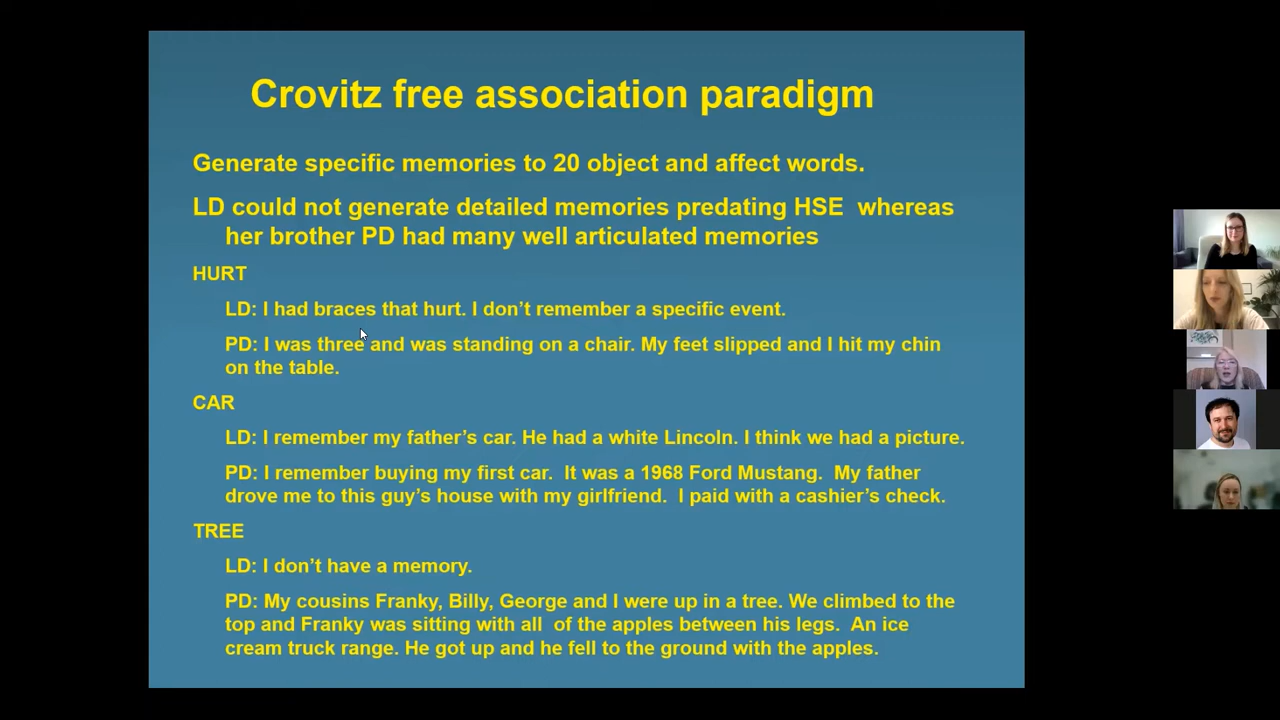 Crovitz free association paradigm
Generate specific memories to 20 object and affect words.
LD could not generate detailed memories predating HSE whereas
her brother PD had many well articulated memories
HURT
LD: I had braces that hurt. I don't remember a specific event.
PD: I was three and was standing on a chair. My feet slipped and I hit my chin
on the table.
CAR
LD: I remember my father's car. He had a white Lincoln. I think we had a picture.
PD: I remember buying my first car. It was a 1968 Ford Mustang. My father
drove me to this guy's house with my girlfriend. I paid with a cashier's check.
TREE
LD: I don't have a memory.
PD: My cousins Franky, Billy, George and I were up in a tree. We climbed to the
top and Franky was sitting with all of the apples between his legs. An ice
cream truck range. He got up and he fell to the ground with the apples.